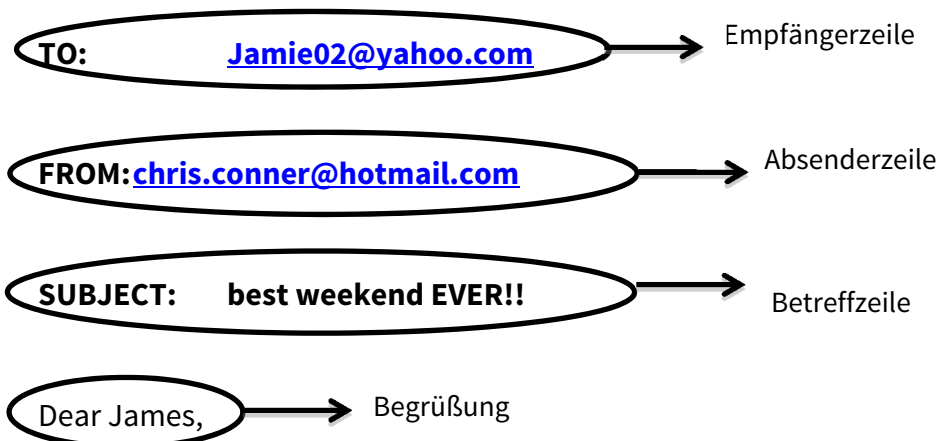 TO: Jamie02@yahoo.com Empfängerzeile
FROM: chris.conner@hotmail.com Absenderzeile
SUBJECT: best weekend EVER!! Betreffzeile
Dear James, Begrüßung